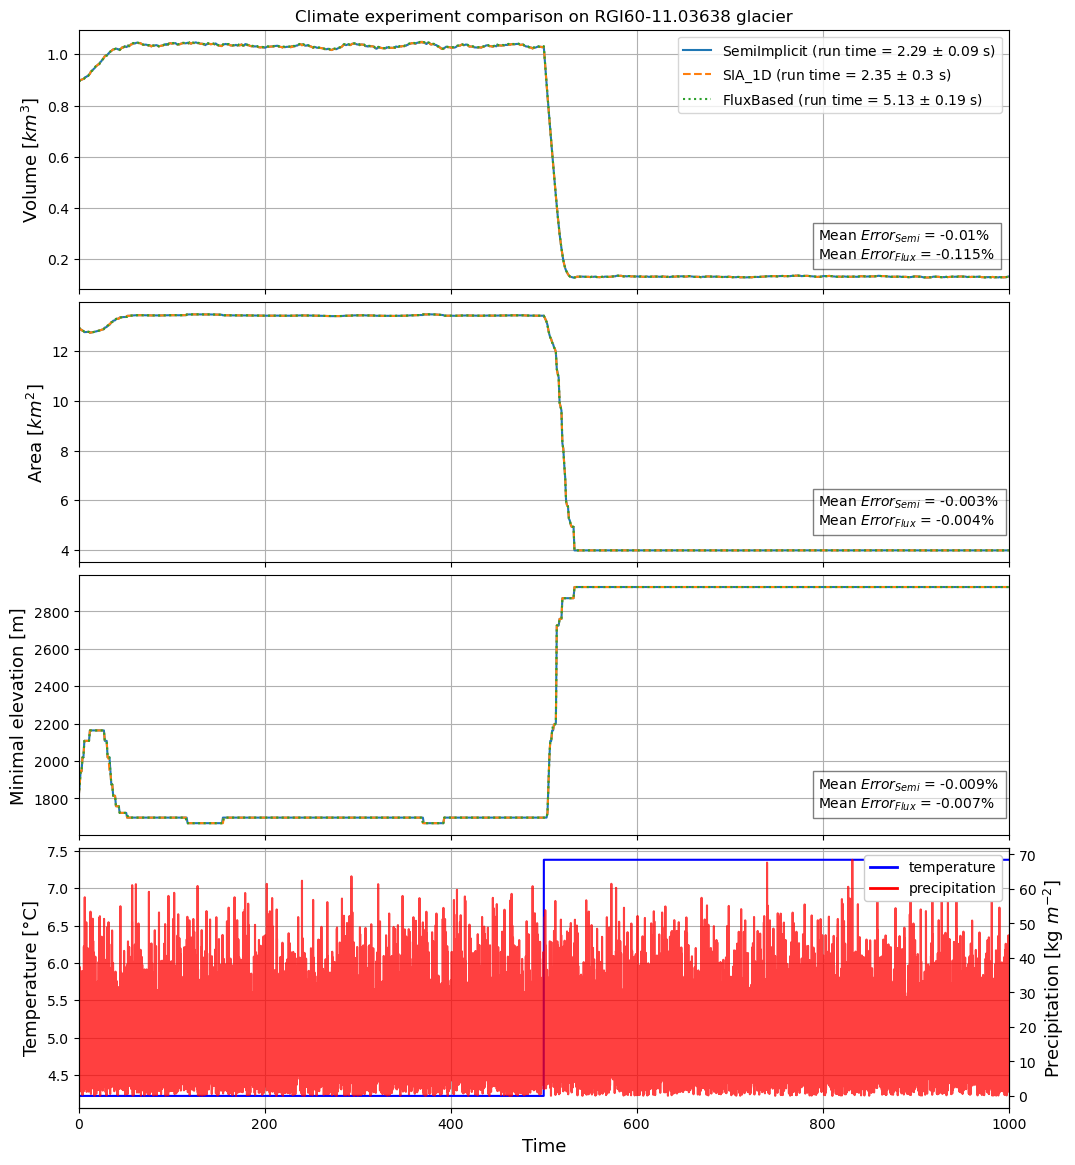 Climate experiment comparison on RGI60-11.03638 glacier
Volume [km³]
1.0
0.8
0.6
0.4
0.2
SemiImplicit (run time = 2.29 ± 0.09 s)
SIA_1D (run time = 2.35 ± 0.3 s)
FluxBased (run time = 5.13 ± 0.19 s)
Mean Error_Semi = -0.01%
Mean Error_Flux = -0.115%
Area [km²]
12
10
8
6
4
Mean Error_Semi = -0.003%
Mean Error_Flux = -0.004%
Minimal elevation [m]
2800
2600
2400
2200
2000
1800
Mean Error_Semi = -0.009%
Mean Error_Flux = -0.007%
Temperature [°C]
7.5
7.0
6.5
6.0
5.5
5.0
4.5
temperature
precipitation
70
60
50
40
30
20
10
0
Precipitation [kg m⁻²]
0 200 400 600 800 1000
Time